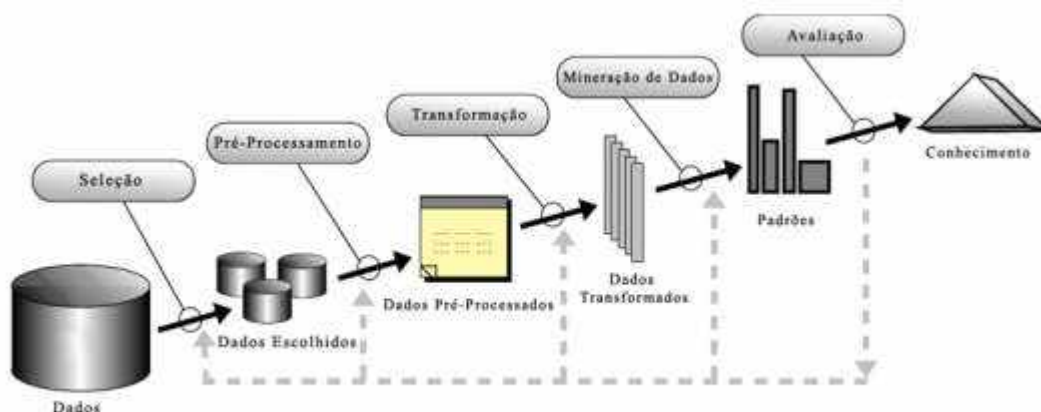 Avaliação
Mineração de Dados
Transformação
Pré-Processamento
Seleção
Conhecimento
Padrões
Dados
Transformados
Dados Pré-Processados
Dados Escolhidos
Dados